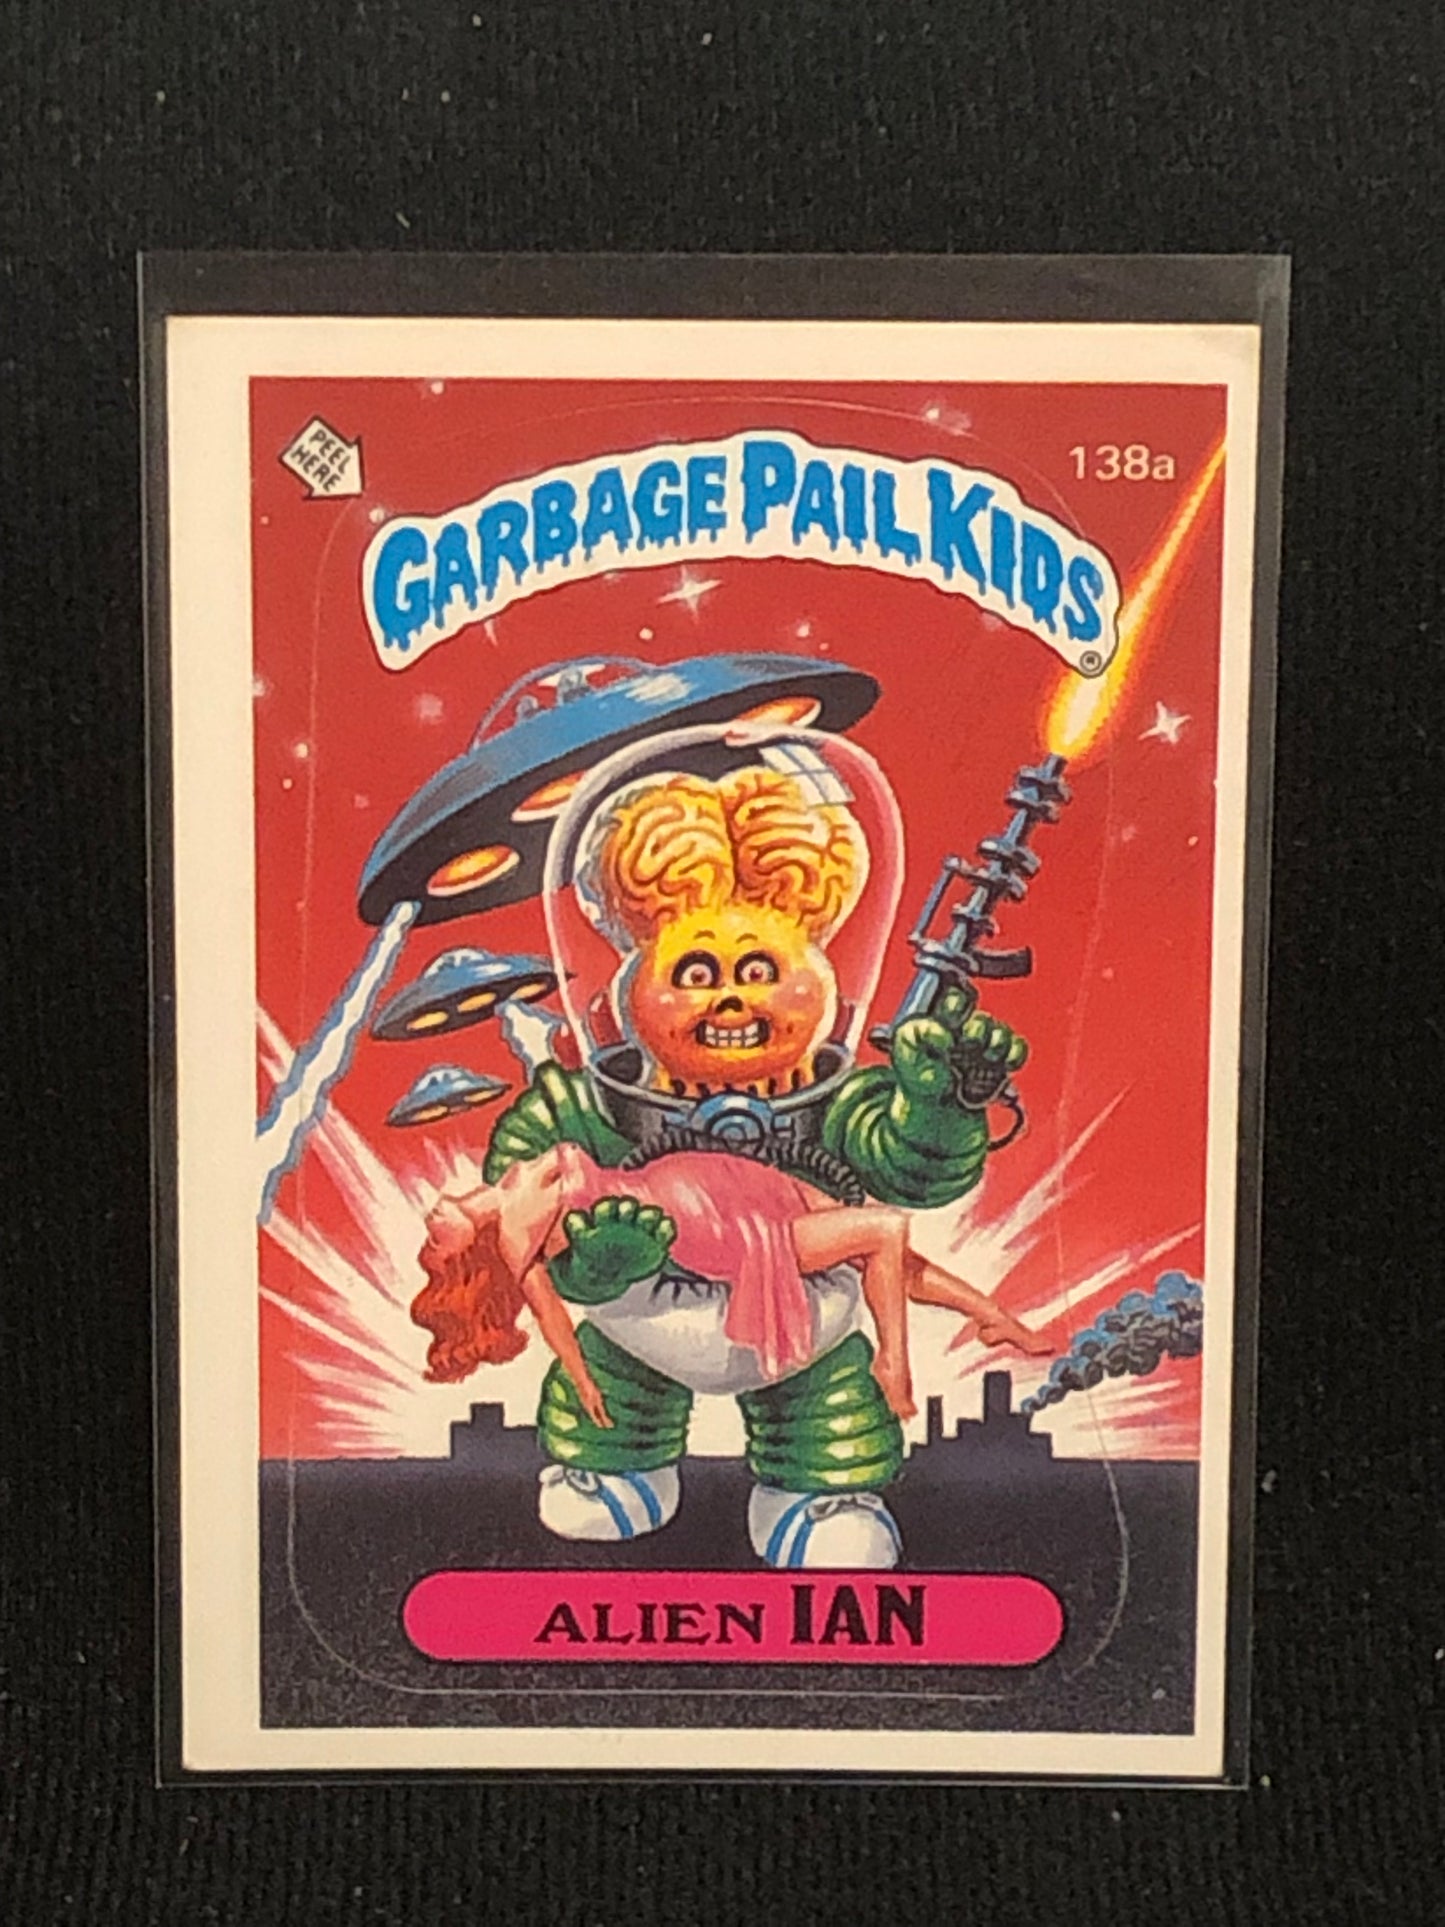 PEEL
HERE
138a
GARBAGE PAIL KIDS
®
ALIEN IAN